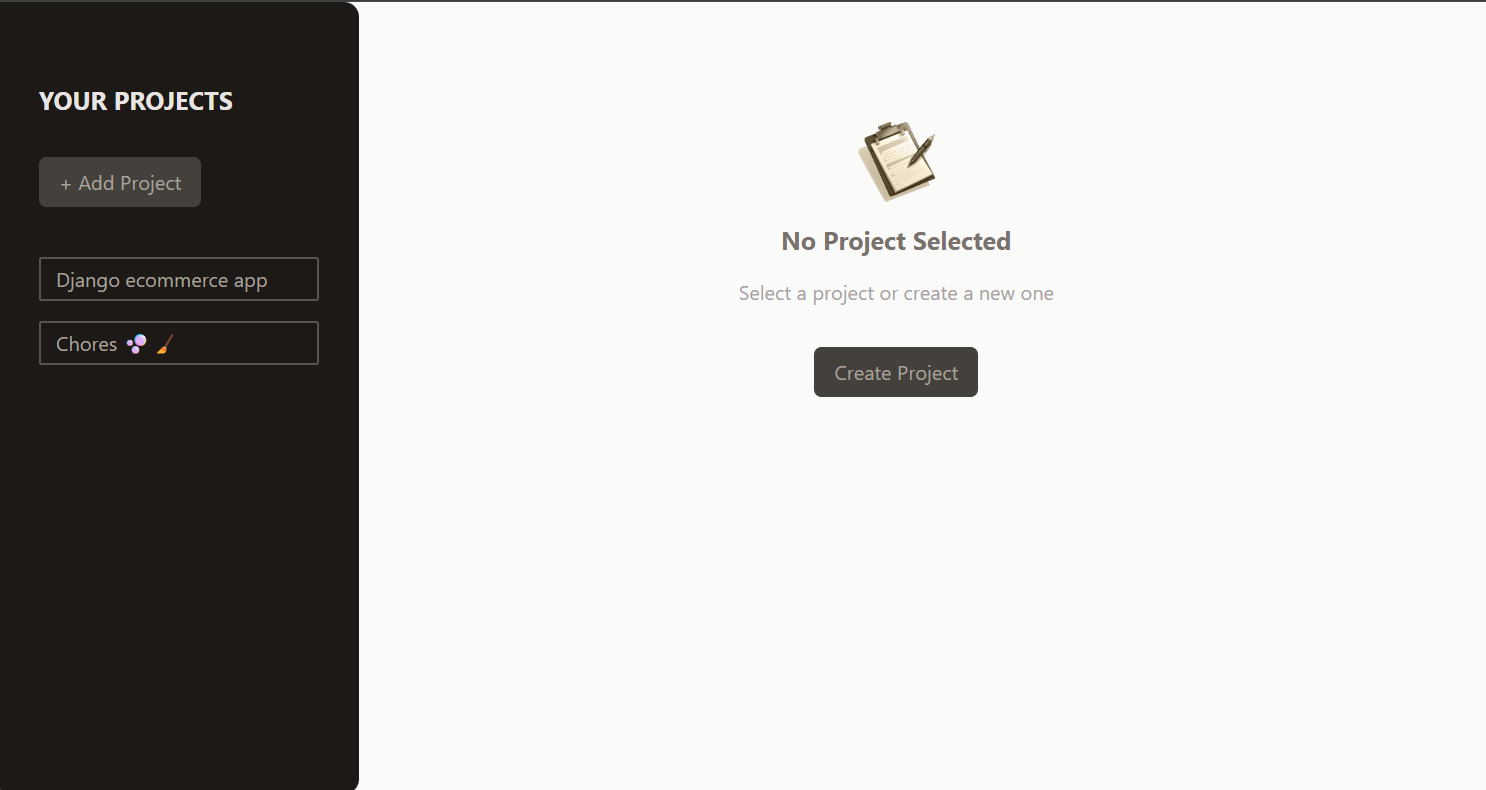 YOUR PROJECTS
+ Add Project
Django ecommerce app
Chores 🫧 🧹
No Project Selected
Select a project or create a new one
Create Project